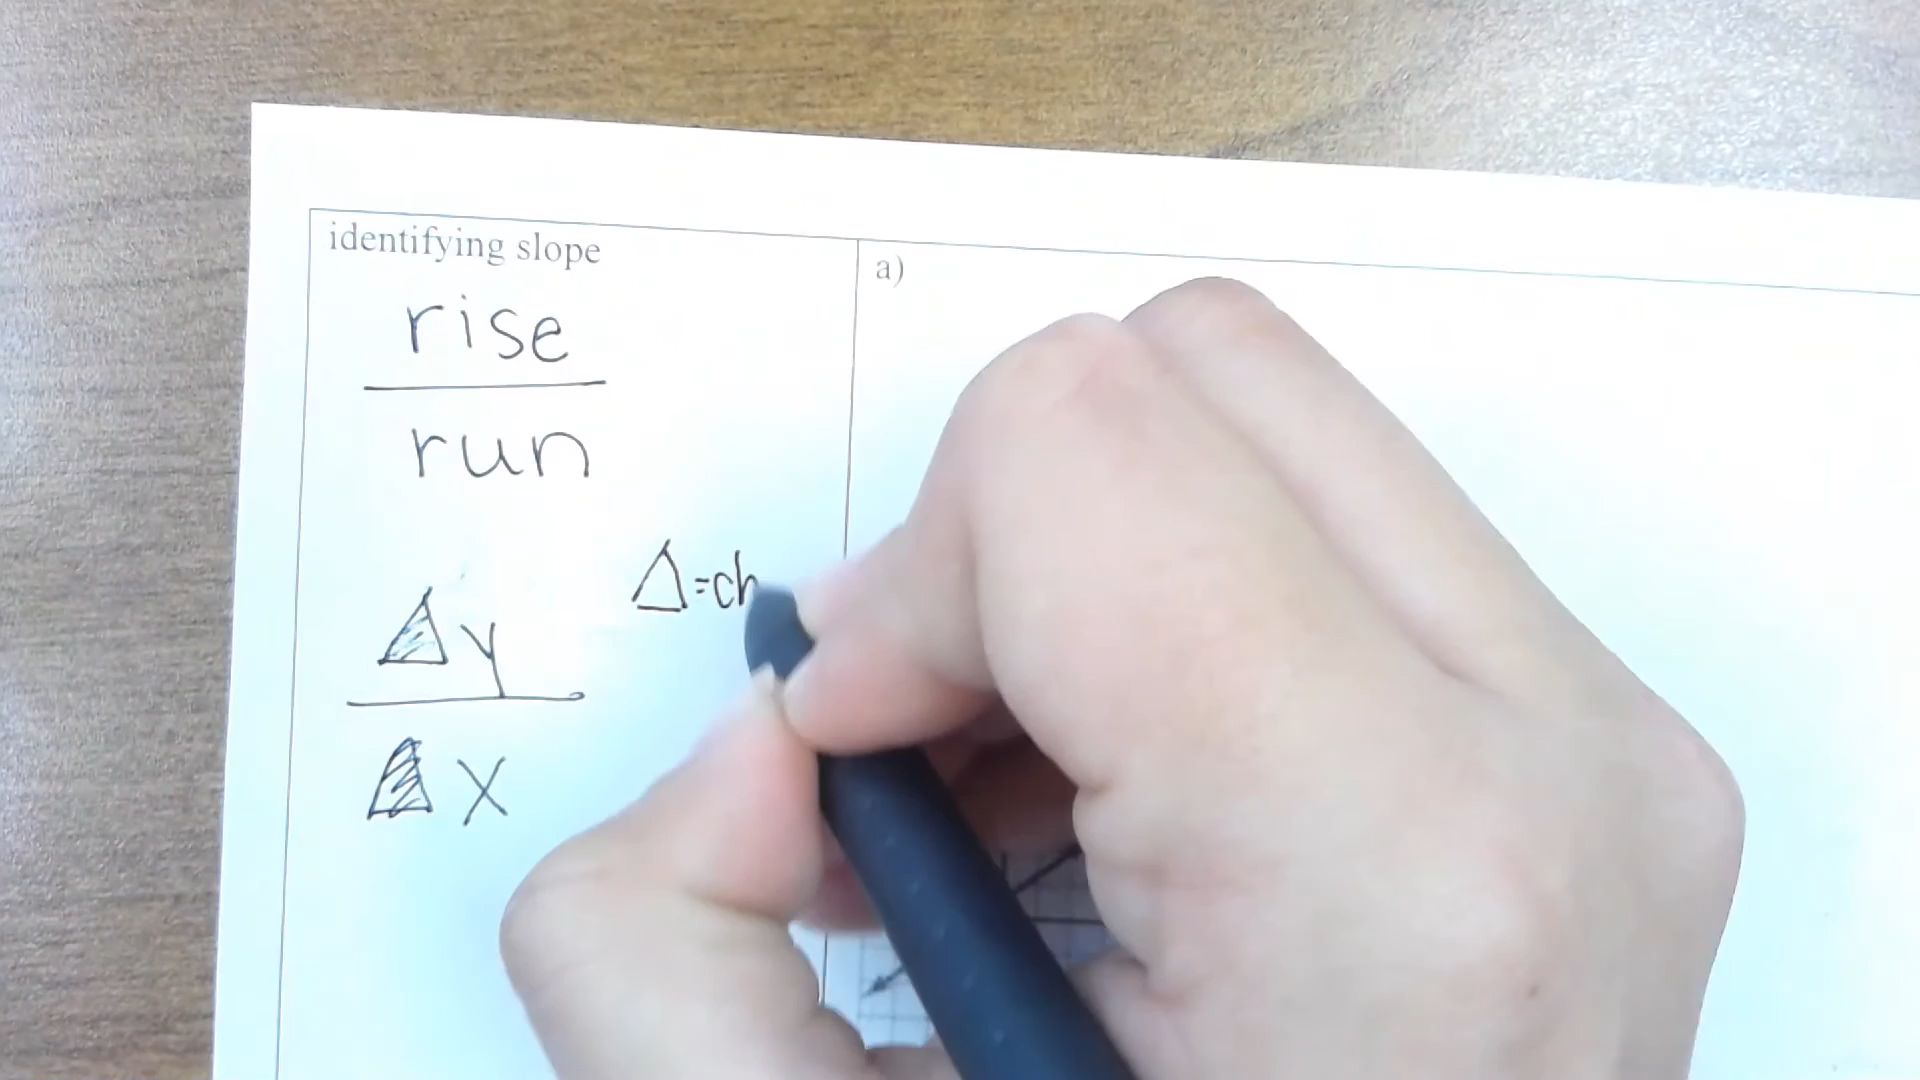 identifying slope
a)
rise
run
Δ=ch
Δy
Δx